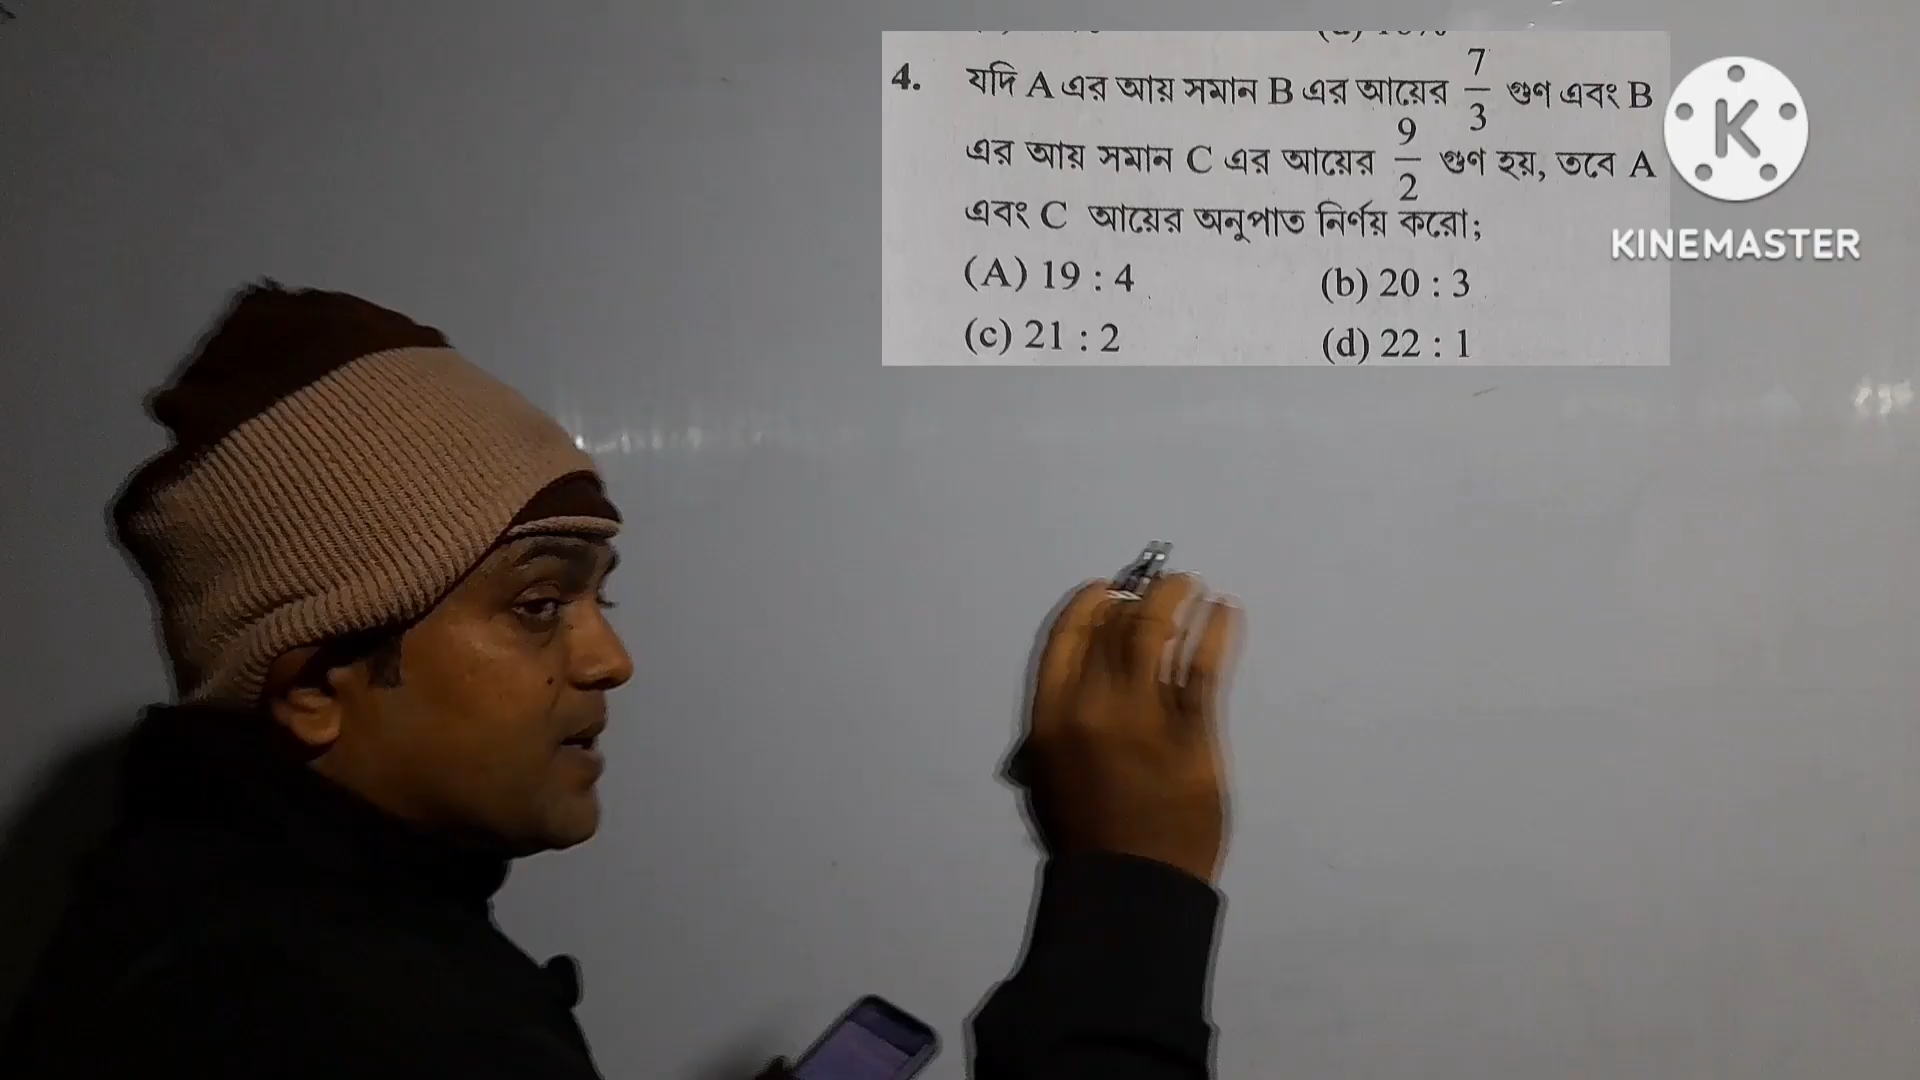 4. যদি A এর আয় সমান B এর আয়ের 7/3 গুণ এবং B
এর আয় সমান C এর আয়ের 9/2 গুণ হয়, তবে A
এবং C আয়ের অনুপাত নির্ণয় করো;
(A) 19 : 4 (b) 20 : 3
(c) 21 : 2 (d) 22 : 1
K
KINEMASTER